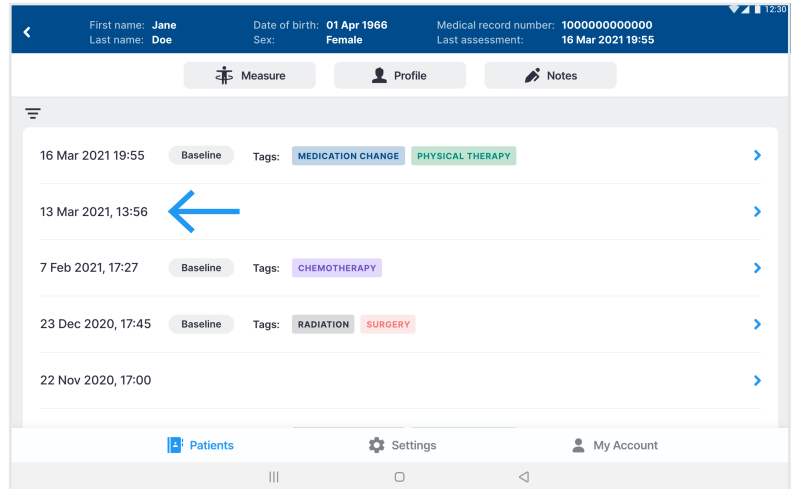 12:30
First name: Jane Date of birth: 01 Apr 1966 Medical record number: 1000000000000
Last name: Doe Sex: Female Last assessment: 16 Mar 2021 19:55
Measure Profile Notes
16 Mar 2021 19:55 Baseline Tags: MEDICATION CHANGE PHYSICAL THERAPY
13 Mar 2021, 13:56
7 Feb 2021, 17:27 Baseline Tags: CHEMOTHERAPY
23 Dec 2020, 17:45 Baseline Tags: RADIATION SURGERY
22 Nov 2020, 17:00
Patients Settings My Account